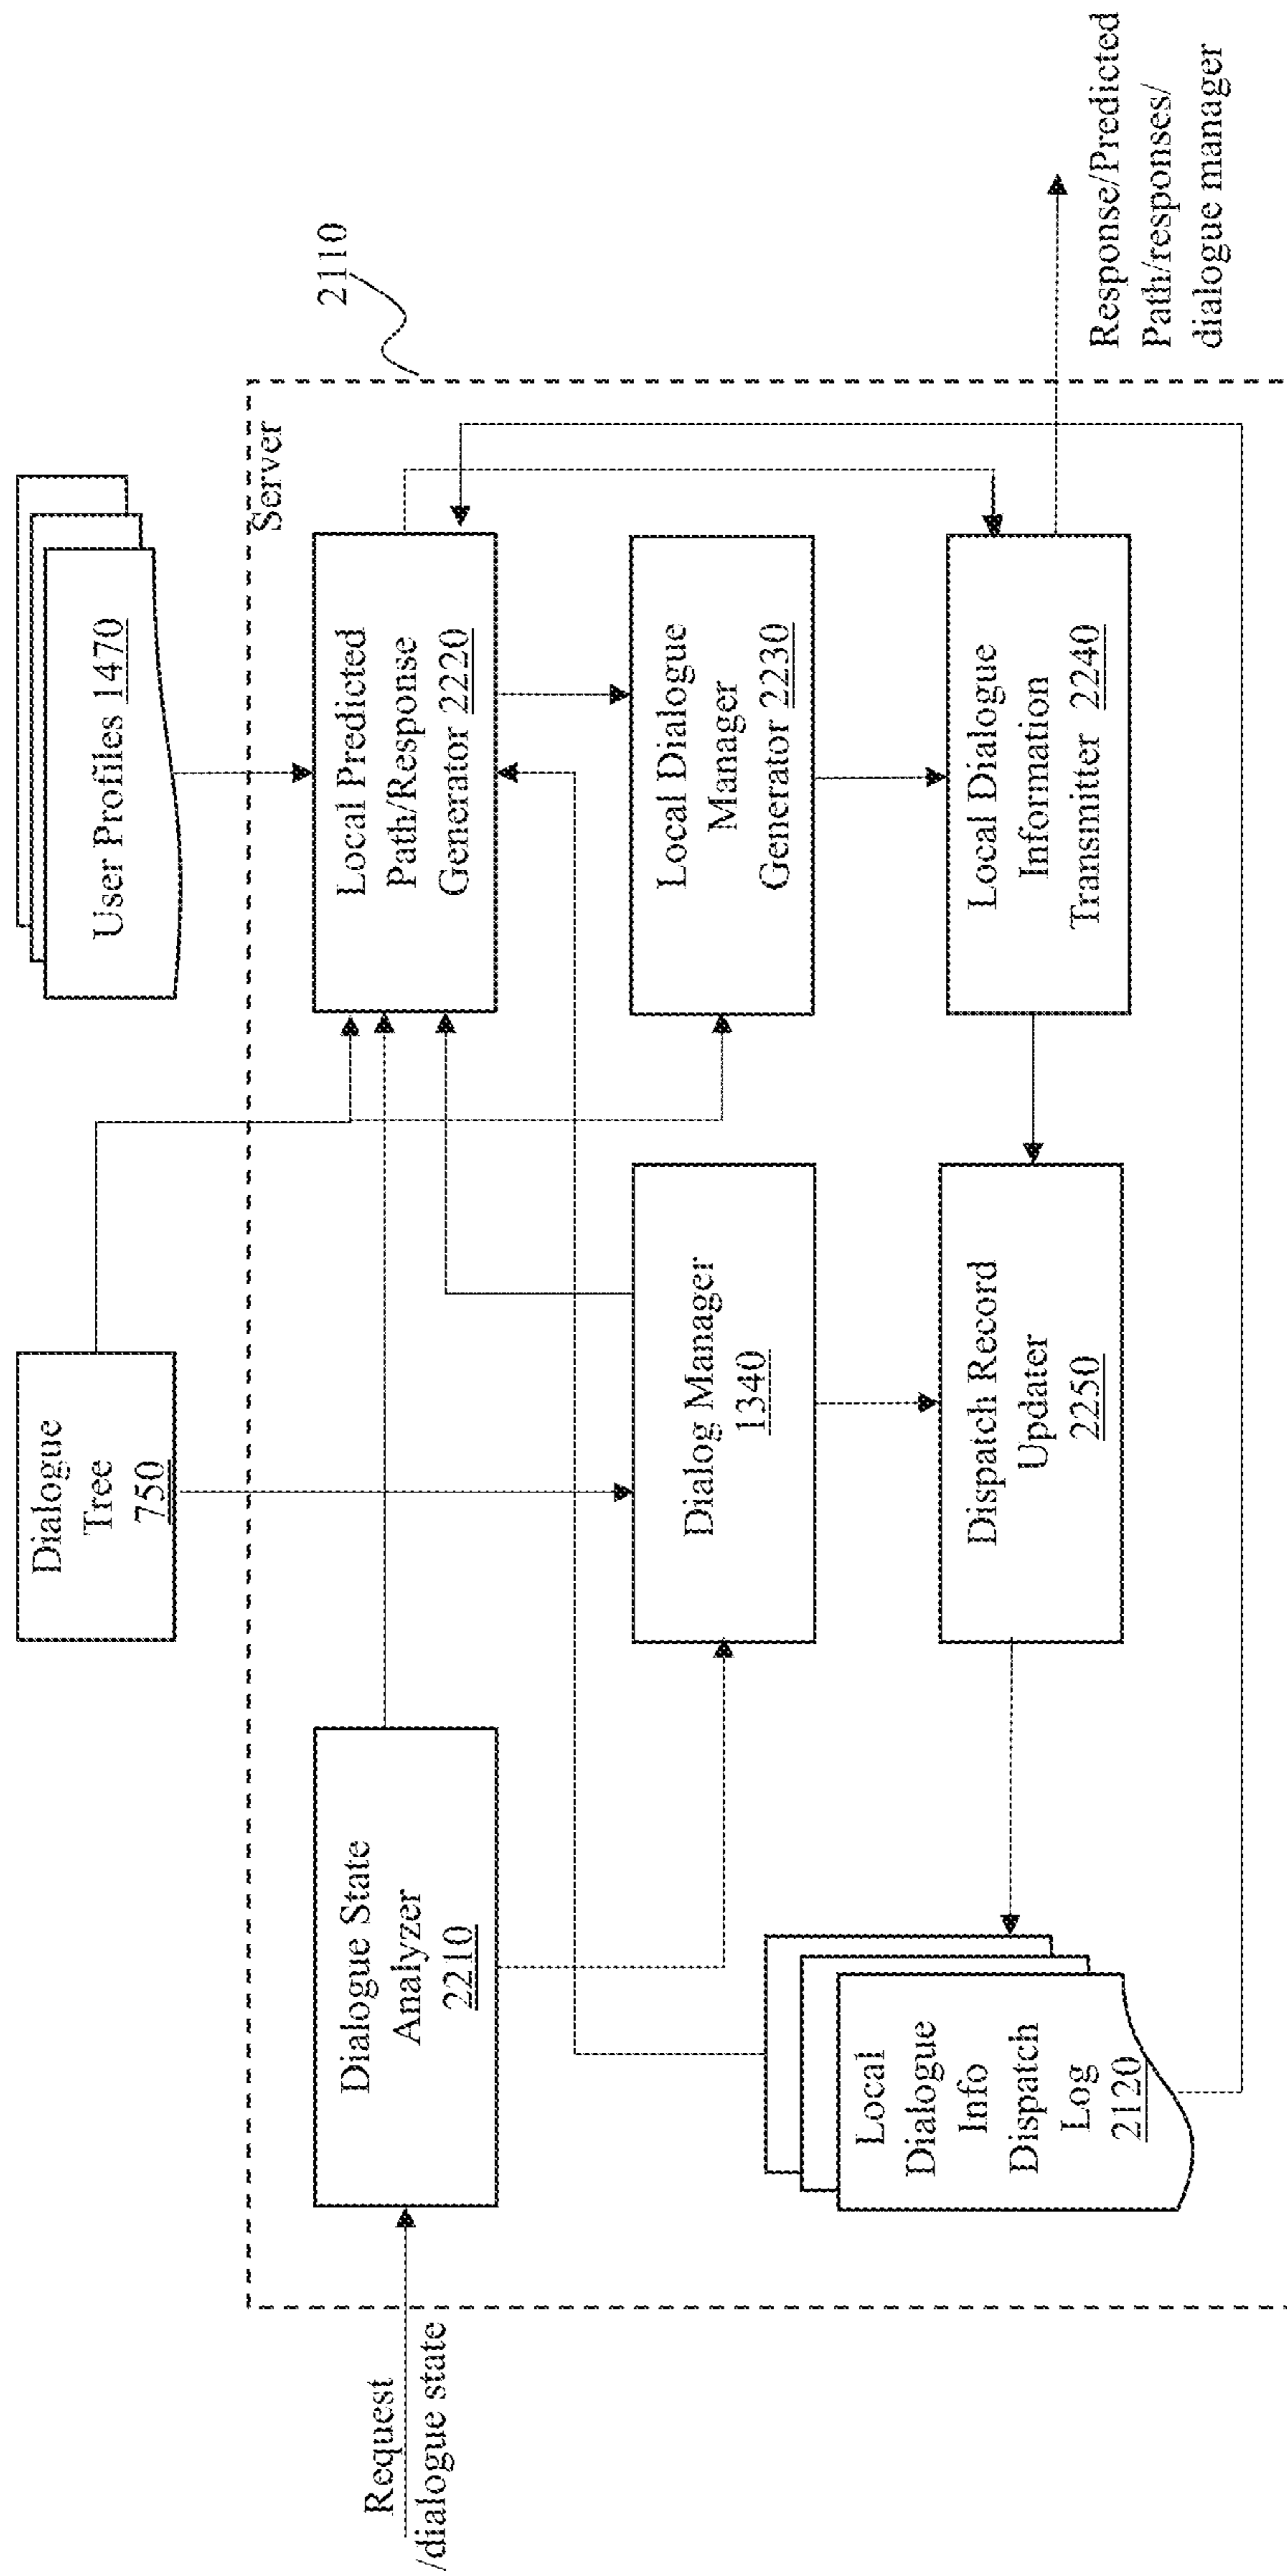 Dialogue
Tree
750
User Profiles 1470
2110
Server
Request
/dialogue state
Dialogue State
Analyzer
2210
Local Predicted
Path/Response
Generator 2220
Dialog Manager
1340
Local Dialogue
Manager
Generator 2230
Local
Dialogue
Info
Dispatch
Log
2120
Dispatch Record
Updater
2250
Local Dialogue
Information
Transmitter 2240
Response/Predicted
Path/responses/
dialogue manager